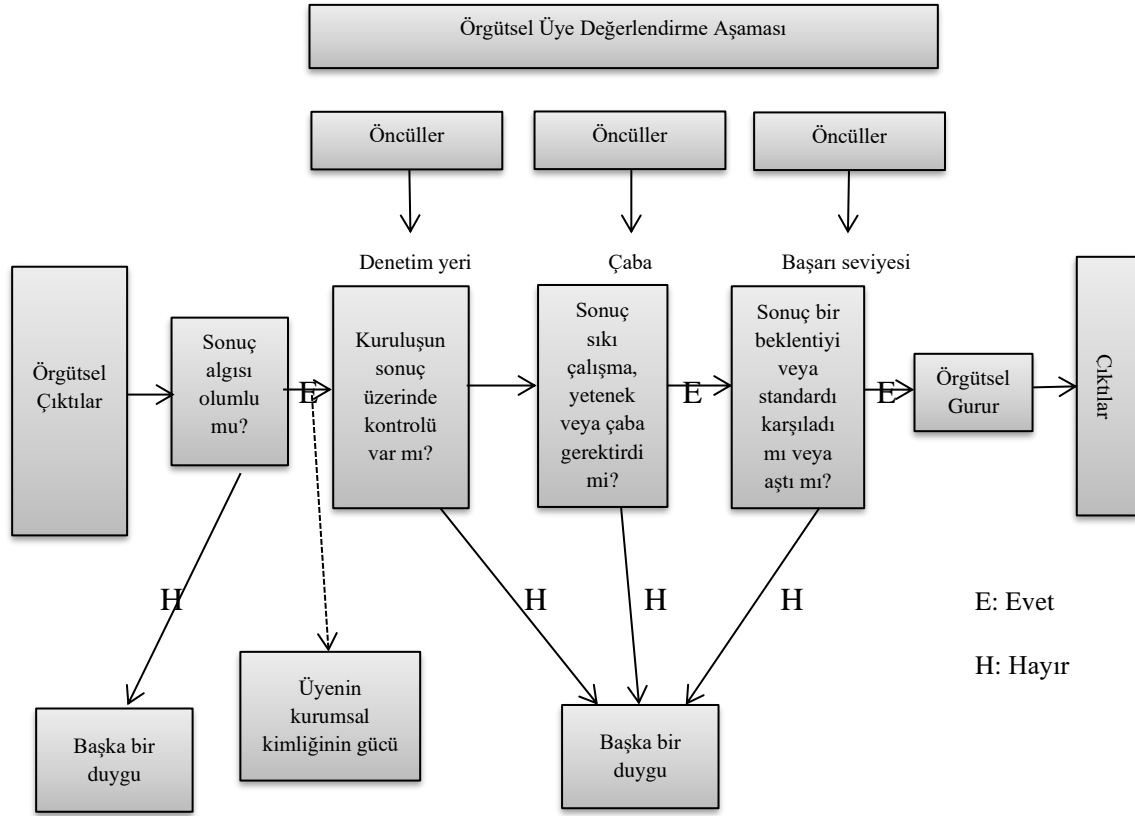 Örgütsel Üye Değerlendirme Aşaması
Öncüller
Öncüller
Öncüller
Denetim yeri
Çaba
Başarı seviyesi
Örgütsel
Çıktılar
Sonuç
algısı
olumlu
mu?
E
Kuruluşun
sonuç
üzerinde
kontrolü
var mı?
Sonuç
sıkı
çalışma,
yetenek
veya çaba
gerektirdi
mi?
E
Sonuç bir
beklentiyi
veya
standardı
karşıladı
mı veya
aştı mı?
E
Örgütsel
Gurur
Çıktılar
H
H
H
H
E: Evet
H: Hayır
Başka bir
duygu
Üyenin
kurumsal
kimliğinin gücü
Başka bir
duygu